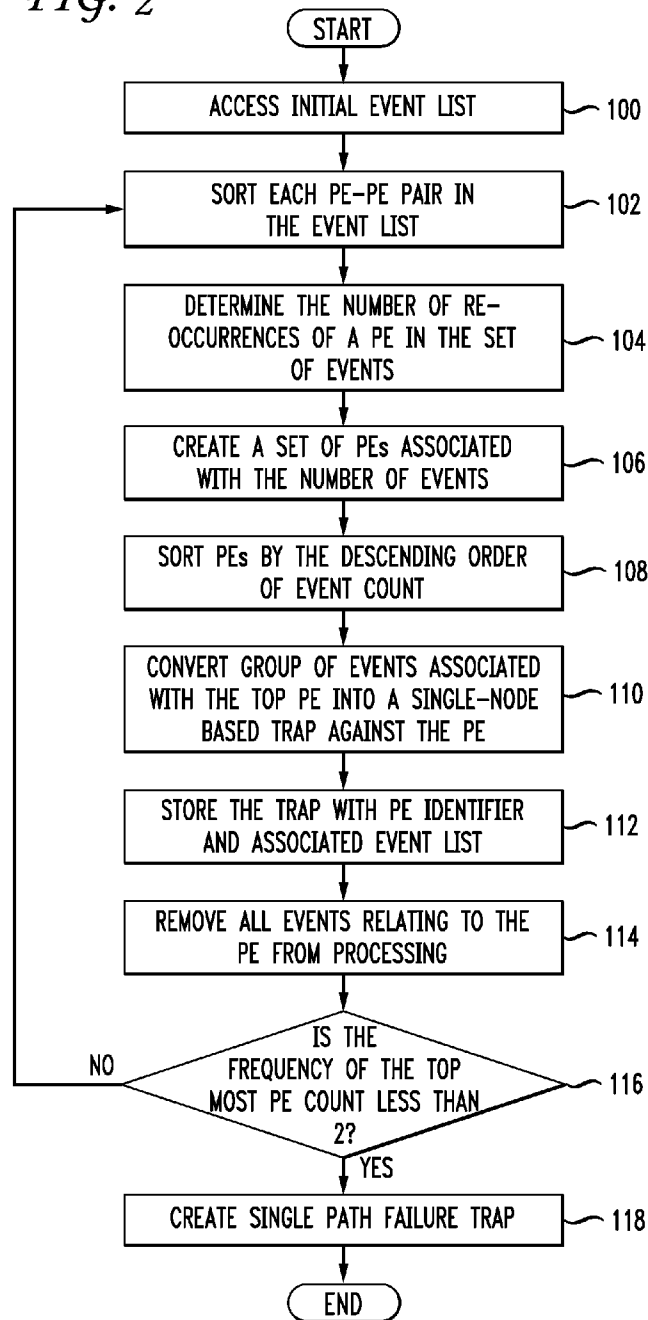 FIG. 2
START
ACCESS INITIAL EVENT LIST
100
SORT EACH PE-PE PAIR IN
THE EVENT LIST
102
DETERMINE THE NUMBER OF RE-
OCCURRENCES OF A PE IN THE SET
OF EVENTS
104
CREATE A SET OF PEs ASSOCIATED
WITH THE NUMBER OF EVENTS
106
SORT PEs BY THE DESCENDING ORDER
OF EVENT COUNT
108
CONVERT GROUP OF EVENTS ASSOCIATED
WITH THE TOP PE INTO A SINGLE-NODE
BASED TRAP AGAINST THE PE
110
STORE THE TRAP WITH PE IDENTIFIER
AND ASSOCIATED EVENT LIST
112
REMOVE ALL EVENTS RELATING TO THE
PE FROM PROCESSING
114
IS THE
FREQUENCY OF THE TOP
MOST PE COUNT LESS THAN
2?
116
NO
YES
CREATE SINGLE PATH FAILURE TRAP
118
END